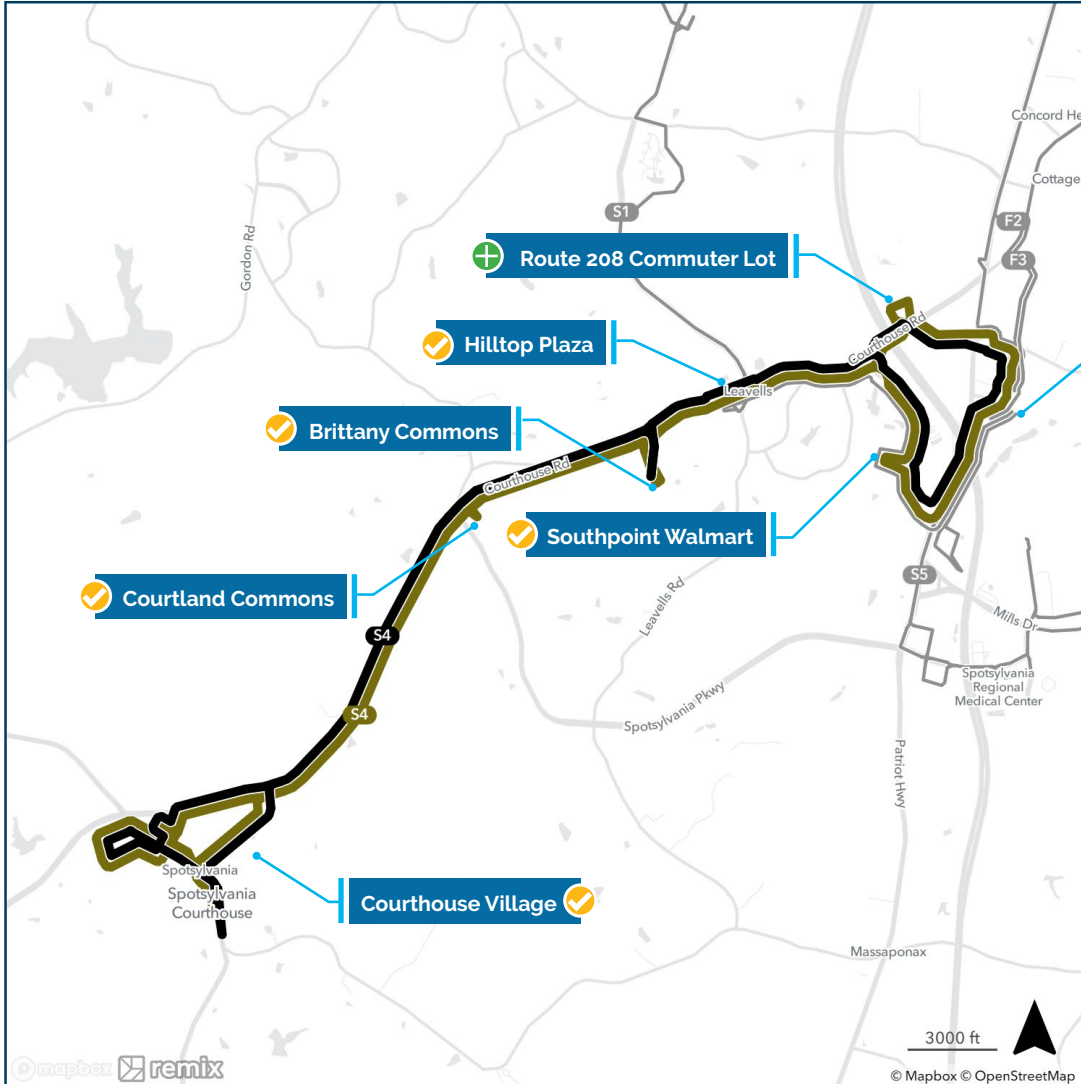 Concord He
Cottage
S1
F2
F3
Gordon Rd
Route 208 Commuter Lot
Courthouse Rd
Hilltop Plaza
Leavells
Brittany Commons
Courthouse Rd
Southpoint Walmart
Courtland Commons
S5
Leavells Rd
Mills Dr
S4
Spotsylvania
Regional
Medical Center
Spotsylvania Pkwy
S4
Patriot Hwy
Spotsylvania
Spotsylvania
Courthouse
Courthouse Village
Massaponax
3000 ft
mapbox remix
© Mapbox © OpenStreetMap